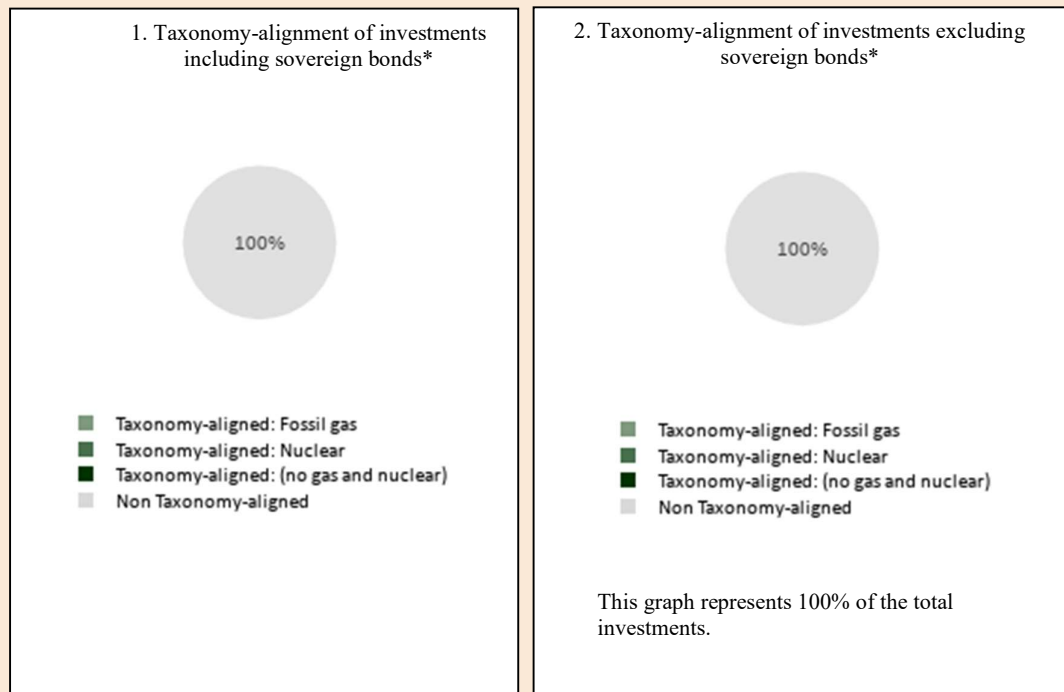 1. Taxonomy-alignment of investments
including sovereign bonds*
100%
Taxonomy-aligned: Fossil gas
Taxonomy-aligned: Nuclear
Taxonomy-aligned: (no gas and nuclear)
Non Taxonomy-aligned
2. Taxonomy-alignment of investments excluding
sovereign bonds*
100%
Taxonomy-aligned: Fossil gas
Taxonomy-aligned: Nuclear
Taxonomy-aligned: (no gas and nuclear)
Non Taxonomy-aligned
This graph represents 100% of the total
investments.